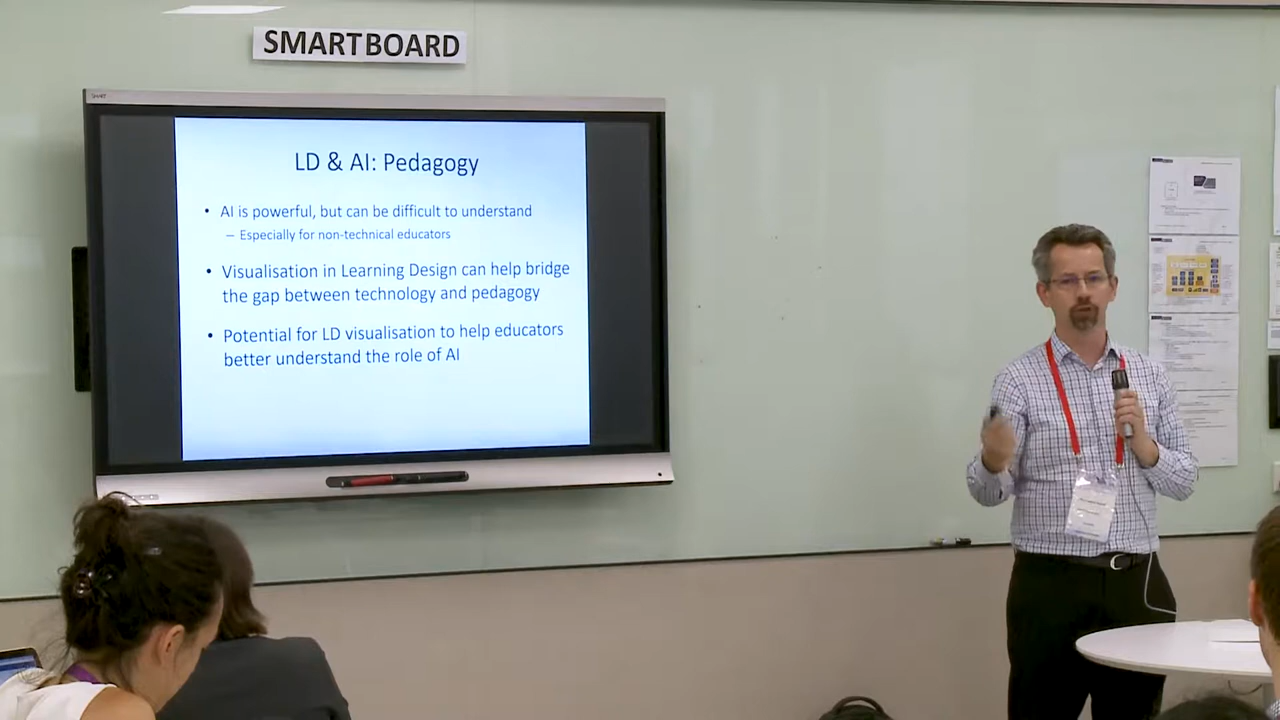 SMARTBOARD
SMART
LD & AI: Pedagogy
• AI is powerful, but can be difficult to understand
– Especially for non-technical educators
• Visualisation in Learning Design can help bridge
the gap between technology and pedagogy
• Potential for LD visualisation to help educators
better understand the role of AI